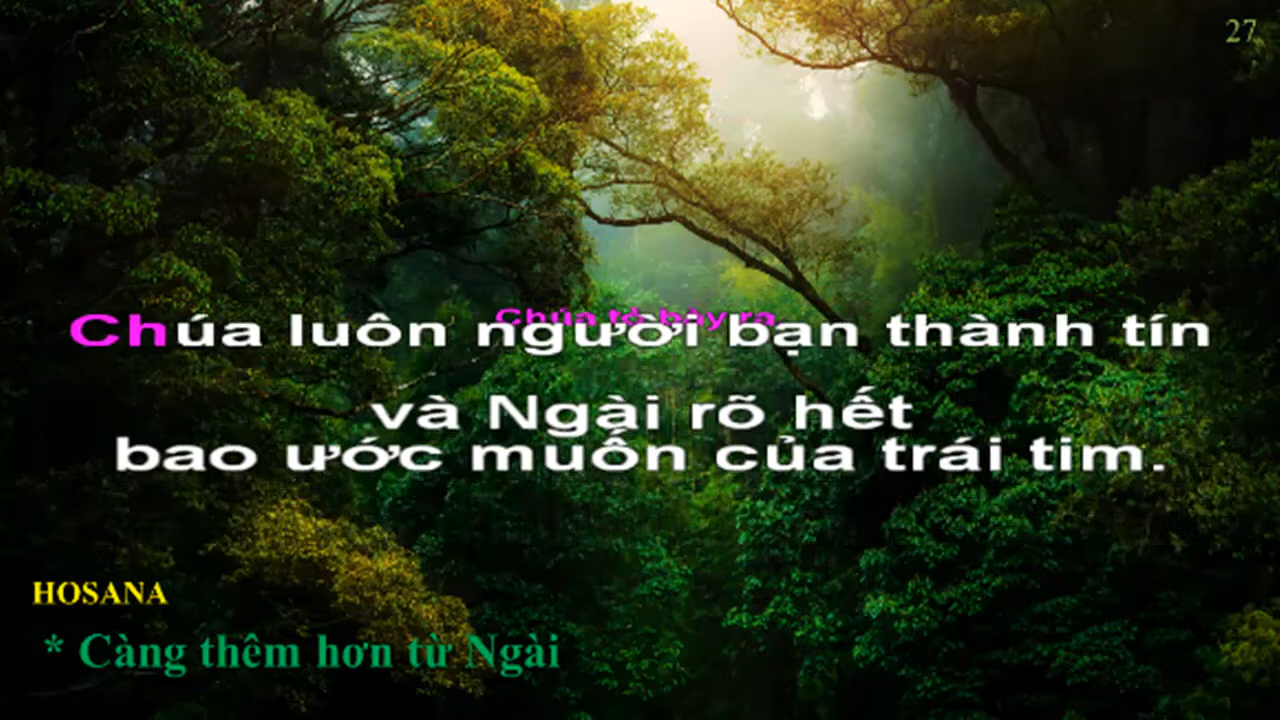 27
Chúa tỏ bày ra
Chúa luôn người bạn thành tín
và Ngài rõ hết
bao ước muốn của trái tim.
HOSANA
* Càng thêm hơn từ Ngài